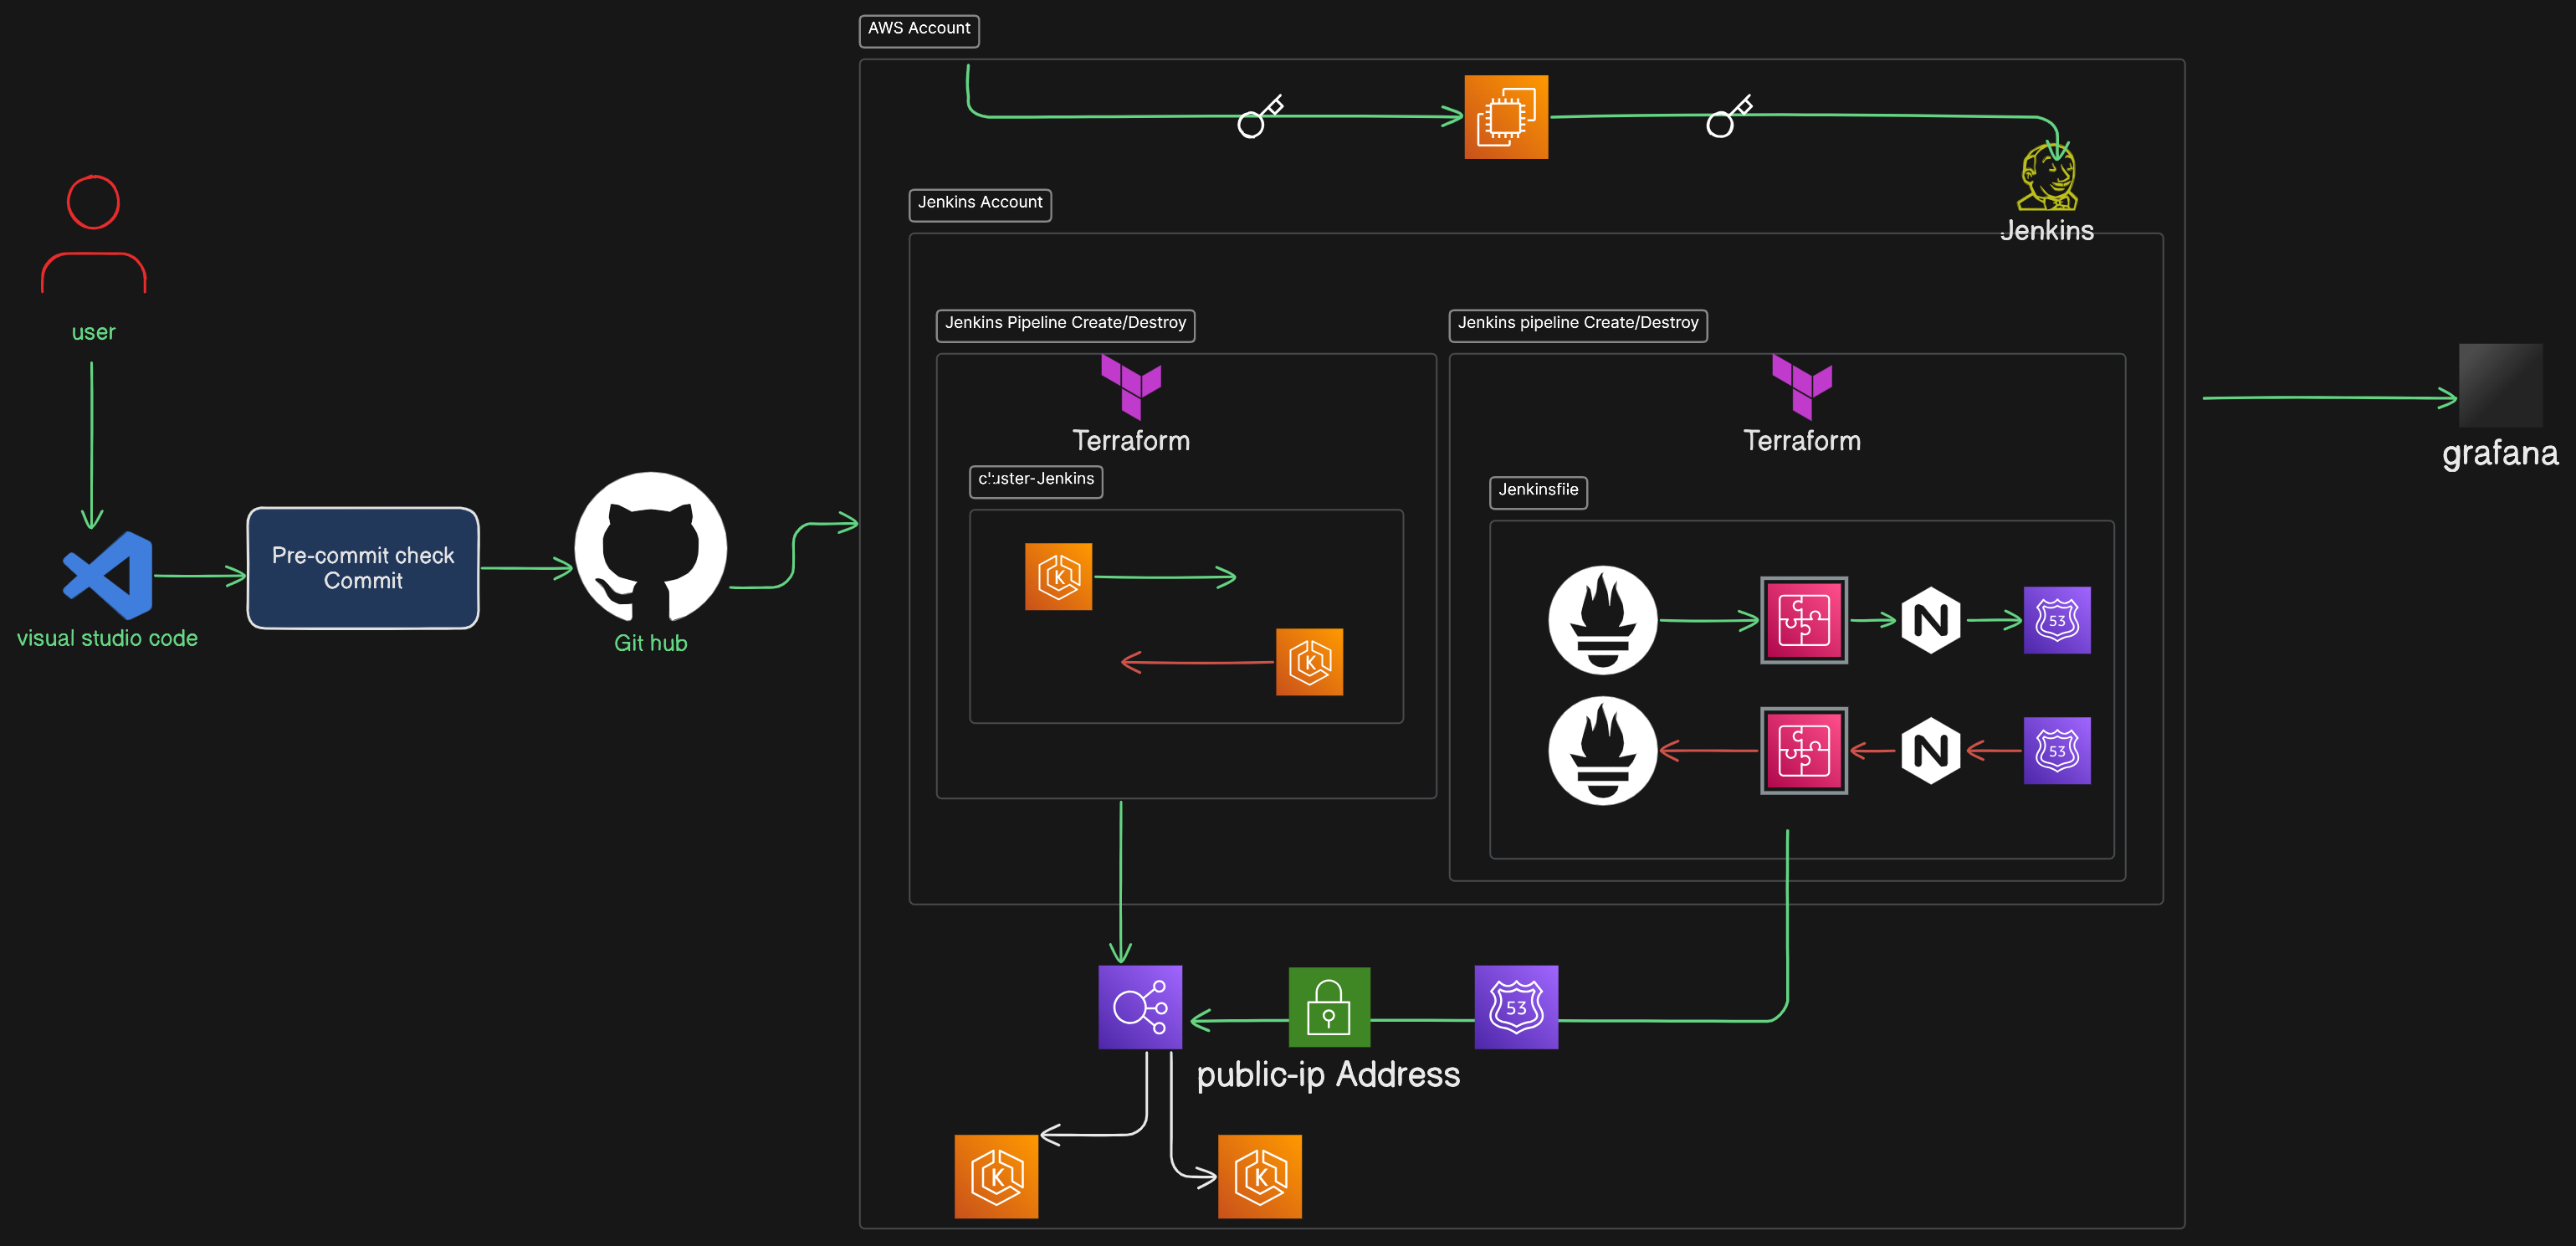 AWS Account
Jenkins
Jenkins Account
user
Jenkins Pipeline Create/Destroy
Jenkins pipeline Create/Destroy
Terraform
Terraform
grafana
cluster-Jenkins
Jenkinsfile
Pre-commit check
Commit
visual studio code
Git hub
K
K
N
53
N
53
53
public-ip Address
K
K